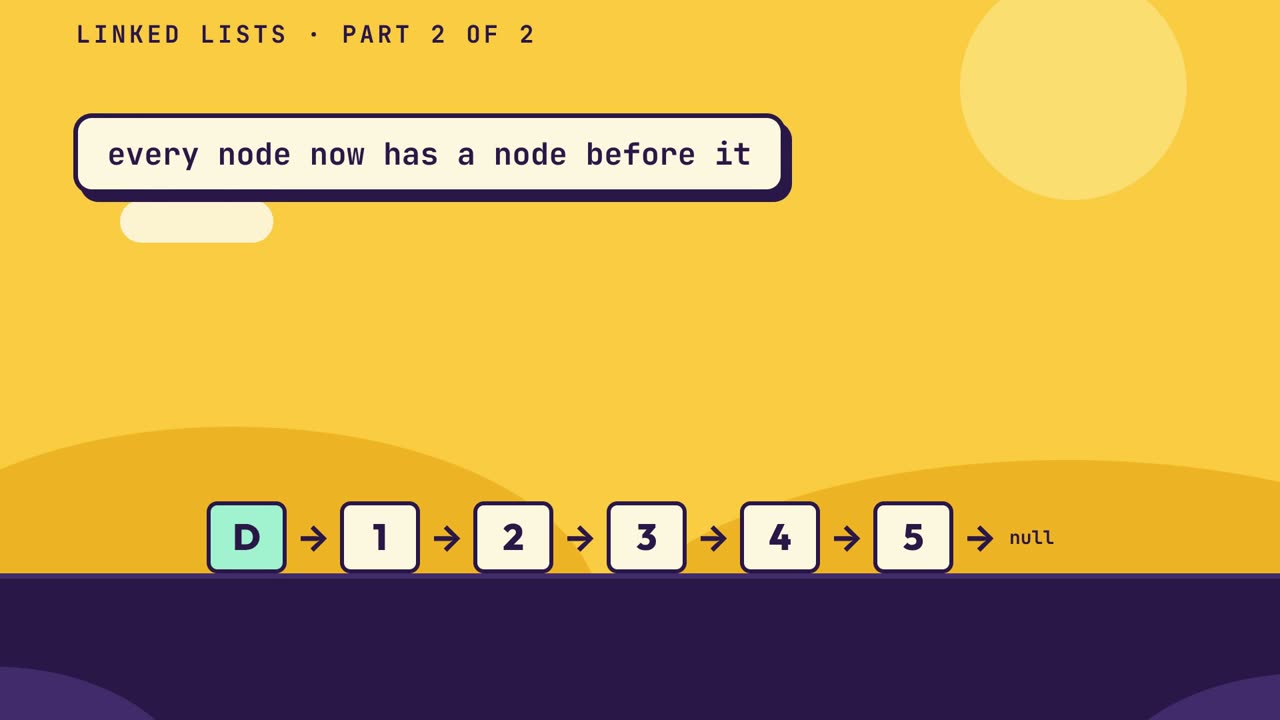 LINKED LISTS · PART 2 OF 2
every node now has a node before it
D → 1 → 2 → 3 → 4 → 5 → null